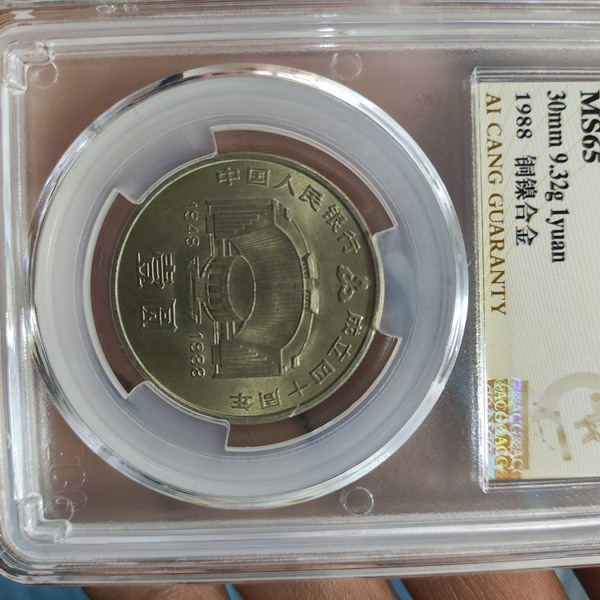 MS65
30mm 9.32g 1yuan
1988 铜镍合金
AI CANG GUARANTY
中国人民银行
成立四十周年
1948-1988
壹圆